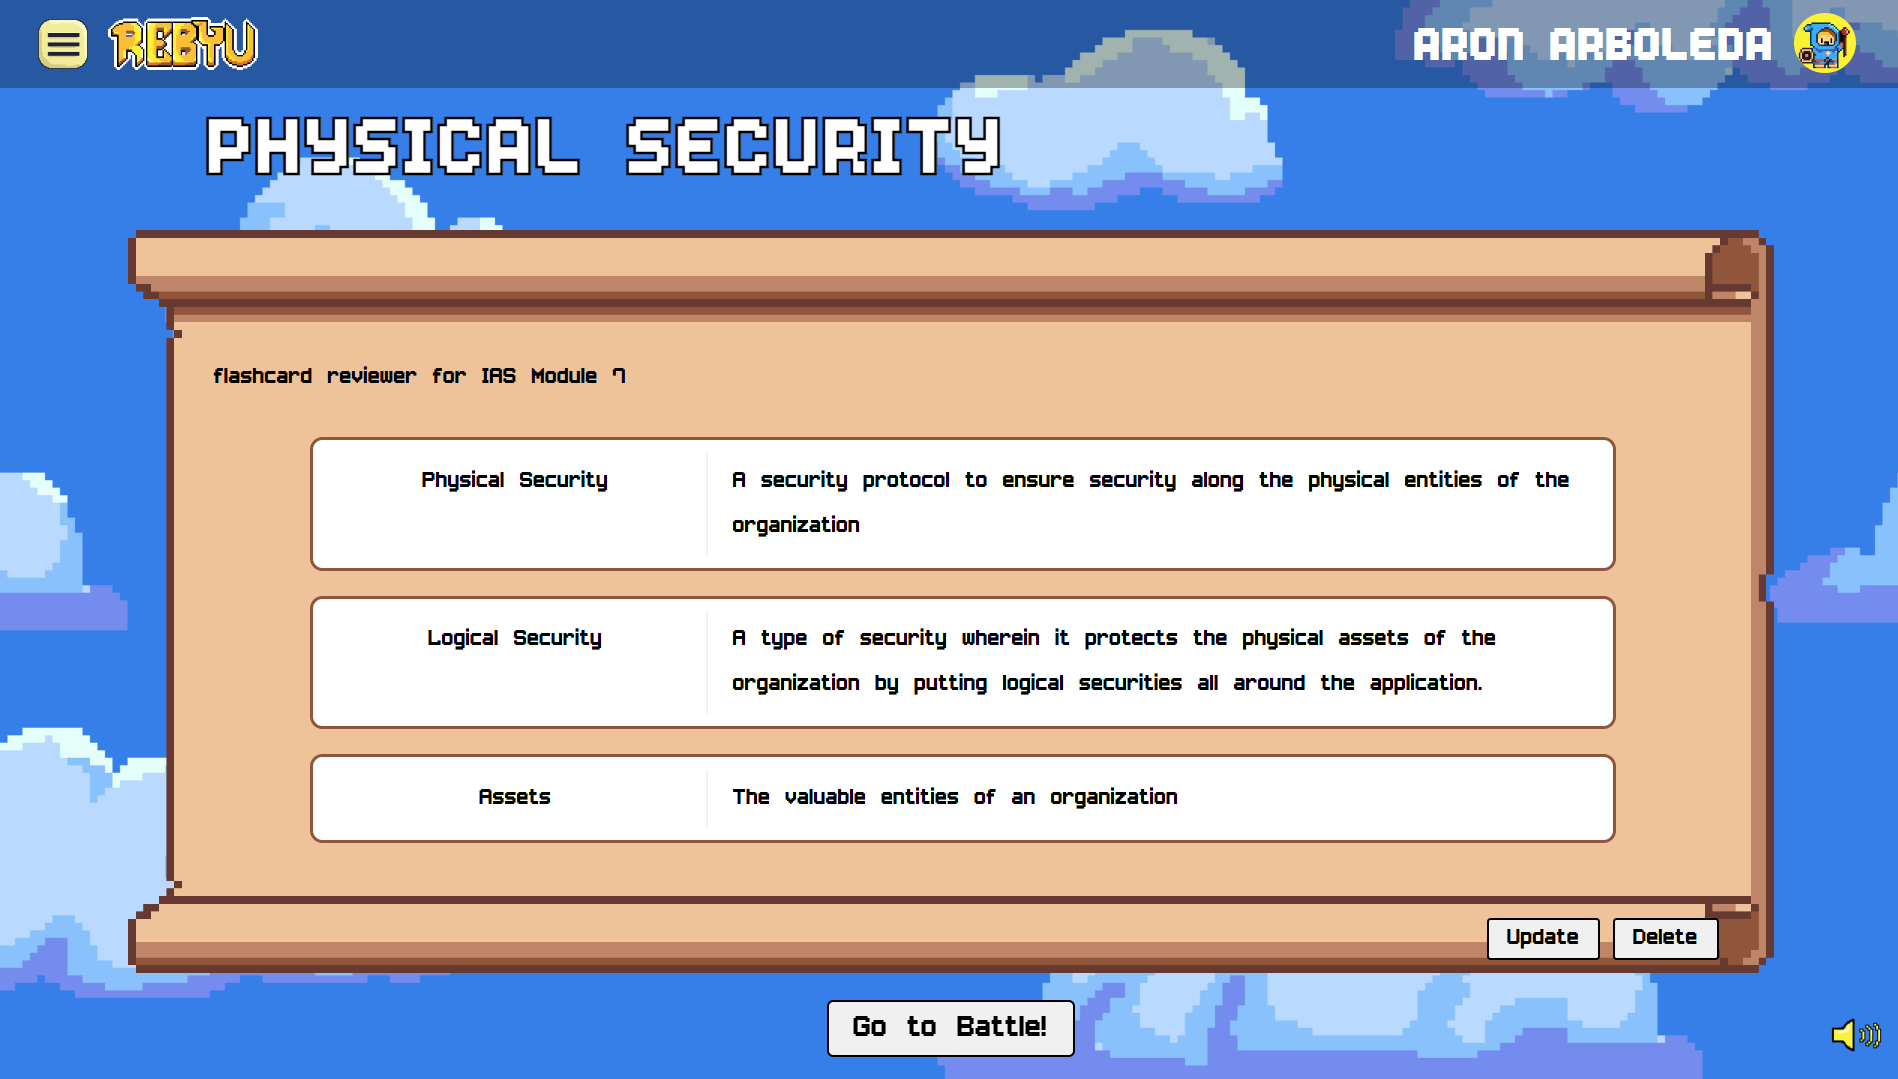 REBYU
ARON ARBOLEDA
PHYSICAL SECURITY
flashcard reviewer for IAS Module 7
Physical Security
A security protocol to ensure security along the physical entities of the
organization
Logical Security
A type of security wherein it protects the physical assets of the
organization by putting logical securities all around the application.
Assets
The valuable entities of an organization
Update
Delete
Go to Battle!